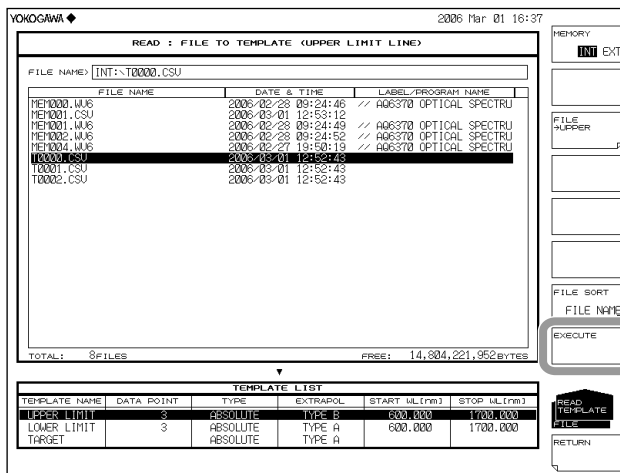 YOKOGAWA ◆ 2006 Mar 01 16:37
READ : FILE TO TEMPLATE (UPPER LIMIT LINE)
FILE NAME> INT:\T0000.CSV
FILE NAME DATE & TIME LABEL/PROGRAM NAME
MEM000.WV6 2006/02/28 09:24:46 // AQ6370 OPTICAL SPECTRU
MEM001.CSV 2006/03/01 12:53:12
MEM001.WV6 2006/02/28 09:24:49 // AQ6370 OPTICAL SPECTRU
MEM002.WV6 2006/02/28 09:24:52 // AQ6370 OPTICAL SPECTRU
MEM004.WV6 2006/02/27 19:50:19 // AQ6370 OPTICAL SPECTRU
T0000.CSV 2006/03/01 12:52:43
T0001.CSV 2006/03/01 12:52:43
T0002.CSV 2006/03/01 12:52:43
TOTAL: 8FILES FREE: 14,804,221,952BYTES
▼
TEMPLATE LIST
TEMPLATE NAME DATA POINT TYPE EXTRAPOL START WL[nm] STOP WL[nm]
UPPER LIMIT 3 ABSOLUTE TYPE B 600.000 1700.000
LOWER LIMIT 3 ABSOLUTE TYPE A 600.000 1700.000
TARGET ABSOLUTE TYPE A
MEMORY
INT EXT
FILE
→UPPER
FILE SORT
FILE NAME
EXECUTE
READ
TEMPLATE
FILE
RETURN